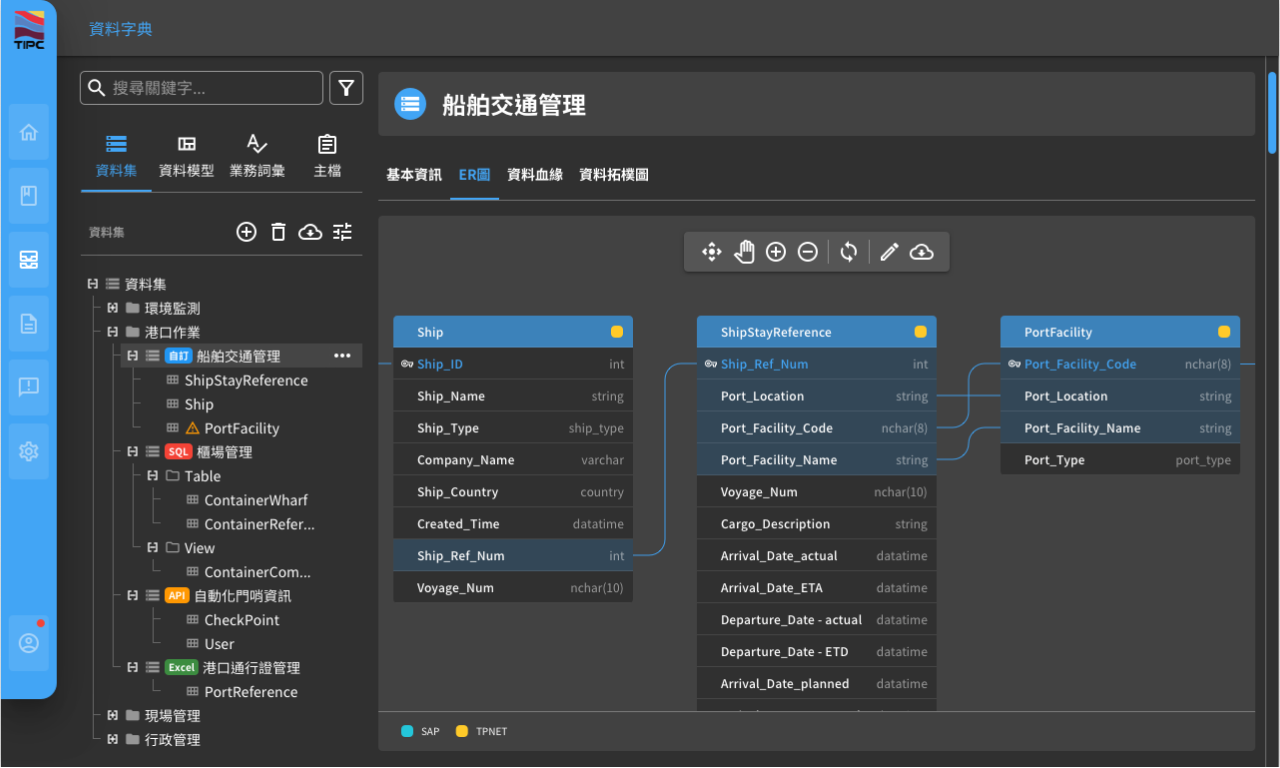 TIPC
資料字典
搜尋關鍵字...
資料集
資料模型
業務詞彙
主檔
資料集
資料集
環境監測
港口作業
自訂 船舶交通管理
ShipStayReference
Ship
PortFacility
SQL 櫃場管理
Table
ContainerWharf
ContainerRefer...
View
ContainerCom...
API 自動化門哨資訊
CheckPoint
User
Excel 港口通行證管理
PortReference
現場管理
行政管理
船舶交通管理
基本資訊
ER圖
資料血緣
資料拓樸圖
Ship
Ship_ID int
Ship_Name string
Ship_Type ship_type
Company_Name varchar
Ship_Country country
Created_Time datatime
Ship_Ref_Num int
Voyage_Num nchar(10)
ShipStayReference
Ship_Ref_Num int
Port_Location string
Port_Facility_Code nchar(8)
Port_Facility_Name string
Voyage_Num nchar(10)
Cargo_Description string
Arrival_Date_actual datatime
Arrival_Date_ETA datatime
Departure_Date - actual datatime
Departure_Date - ETD datatime
Arrival_Date_planned datatime
PortFacility
Port_Facility_Code nchar(8)
Port_Location string
Port_Facility_Name string
Port_Type port_type
SAP
TPNET